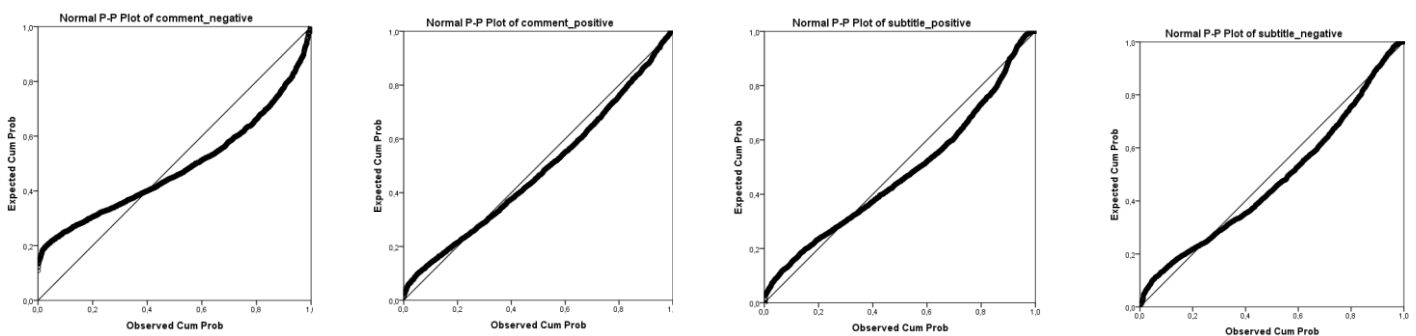 Normal P-P Plot of comment_negative
Expected Cum Prob
1,0
0,8
0,6
0,4
0,2
0,0
0,0 0,2 0,4 0,6 0,8 1,0
Observed Cum Prob
Normal P-P Plot of comment_positive
Expected Cum Prob
1,0
0,8
0,6
0,4
0,2
0,0
0,0 0,2 0,4 0,6 0,8 1,0
Observed Cum Prob
Normal P-P Plot of subtitle_positive
Expected Cum Prob
1,0
0,8
0,6
0,4
0,2
0,0
0,0 0,2 0,4 0,6 0,8 1,0
Observed Cum Prob
Normal P-P Plot of subtitle_negative
Expected Cum Prob
1,0
0,8
0,6
0,4
0,2
0,0
0,0 0,2 0,4 0,6 0,8 1,0
Observed Cum Prob